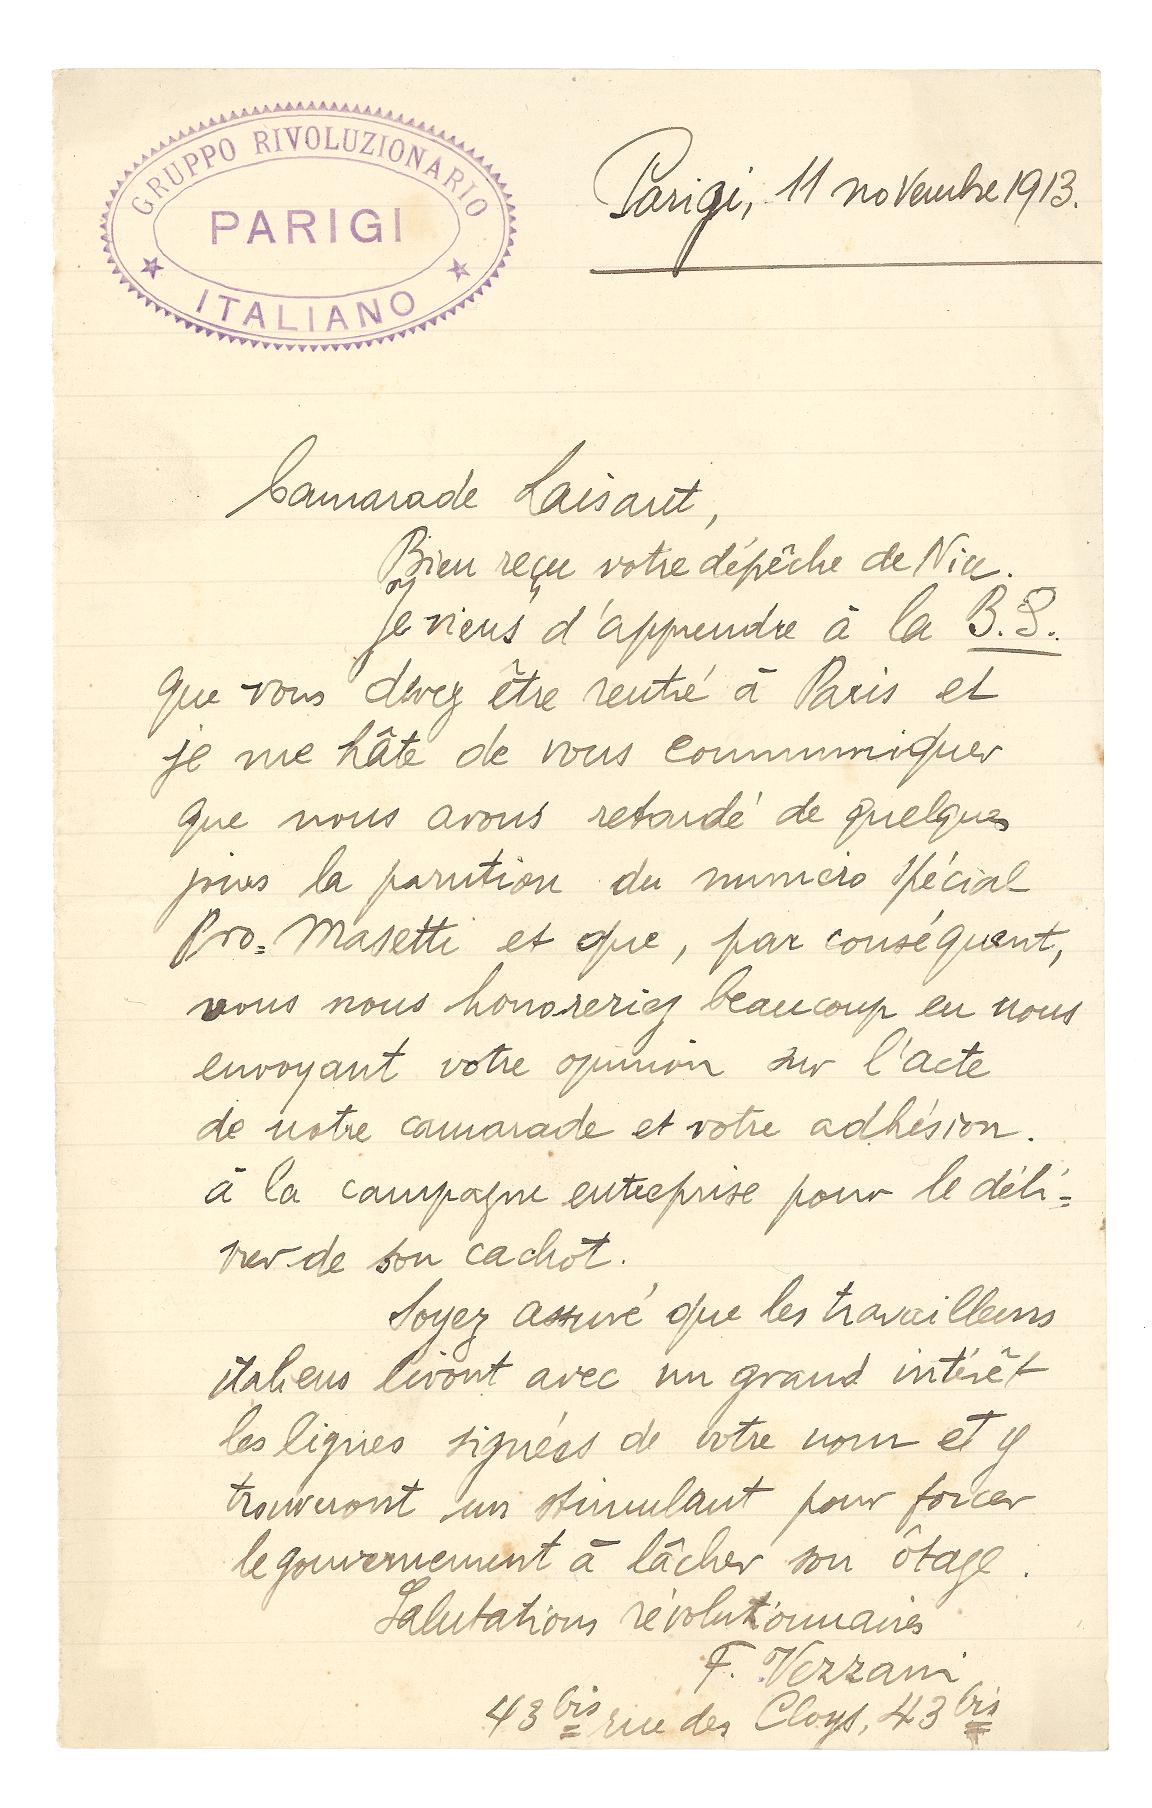 GRUPPO RIVOLUZIONARIO
PARIGI
ITALIANO
Parigi, 11 novembre 1913.
Camarade Laisant,
Bien reçu votre dépêche de Nice.
Je viens d'apprendre à la B.S.
que vous devez être rentré à Paris et
je me hâte de vous communiquer
que nous avons retardé de quelques
jours la parution du numéro spécial
Pro=Masetti et que, par conséquent,
vous nous honoreriez beaucoup en nous
envoyant votre opinion sur l'acte
de notre camarade et votre adhésion.
à la campagne entreprise pour le déli=
vrer de son cachot.
Soyez assuré que les travailleurs
italiens liront avec un grand intérêt
les lignes signées de votre nom et y
trouveront un stimulant pour forcer
le gouvernement à lâcher son ôtage.
Salutations révolutionnaires
F. Vezzani
43 bis rue des Cloys, 43 bis